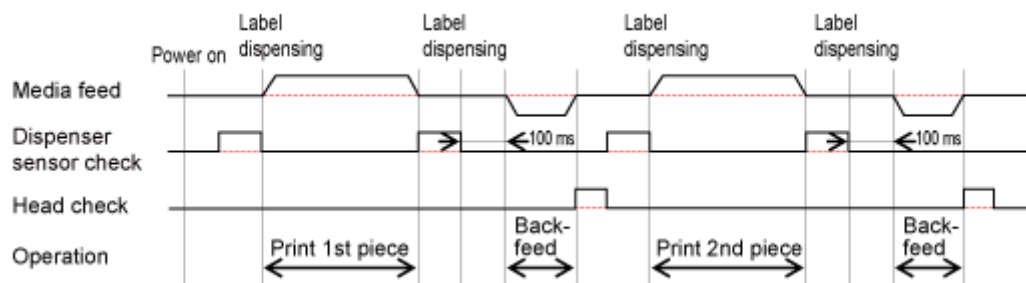 Label dispensing
Label dispensing
Label dispensing
Label dispensing
Power on
Media feed
Dispenser sensor check
100 ms
100 ms
Head check
Operation
Print 1st piece
Back-feed
Print 2nd piece
Back-feed